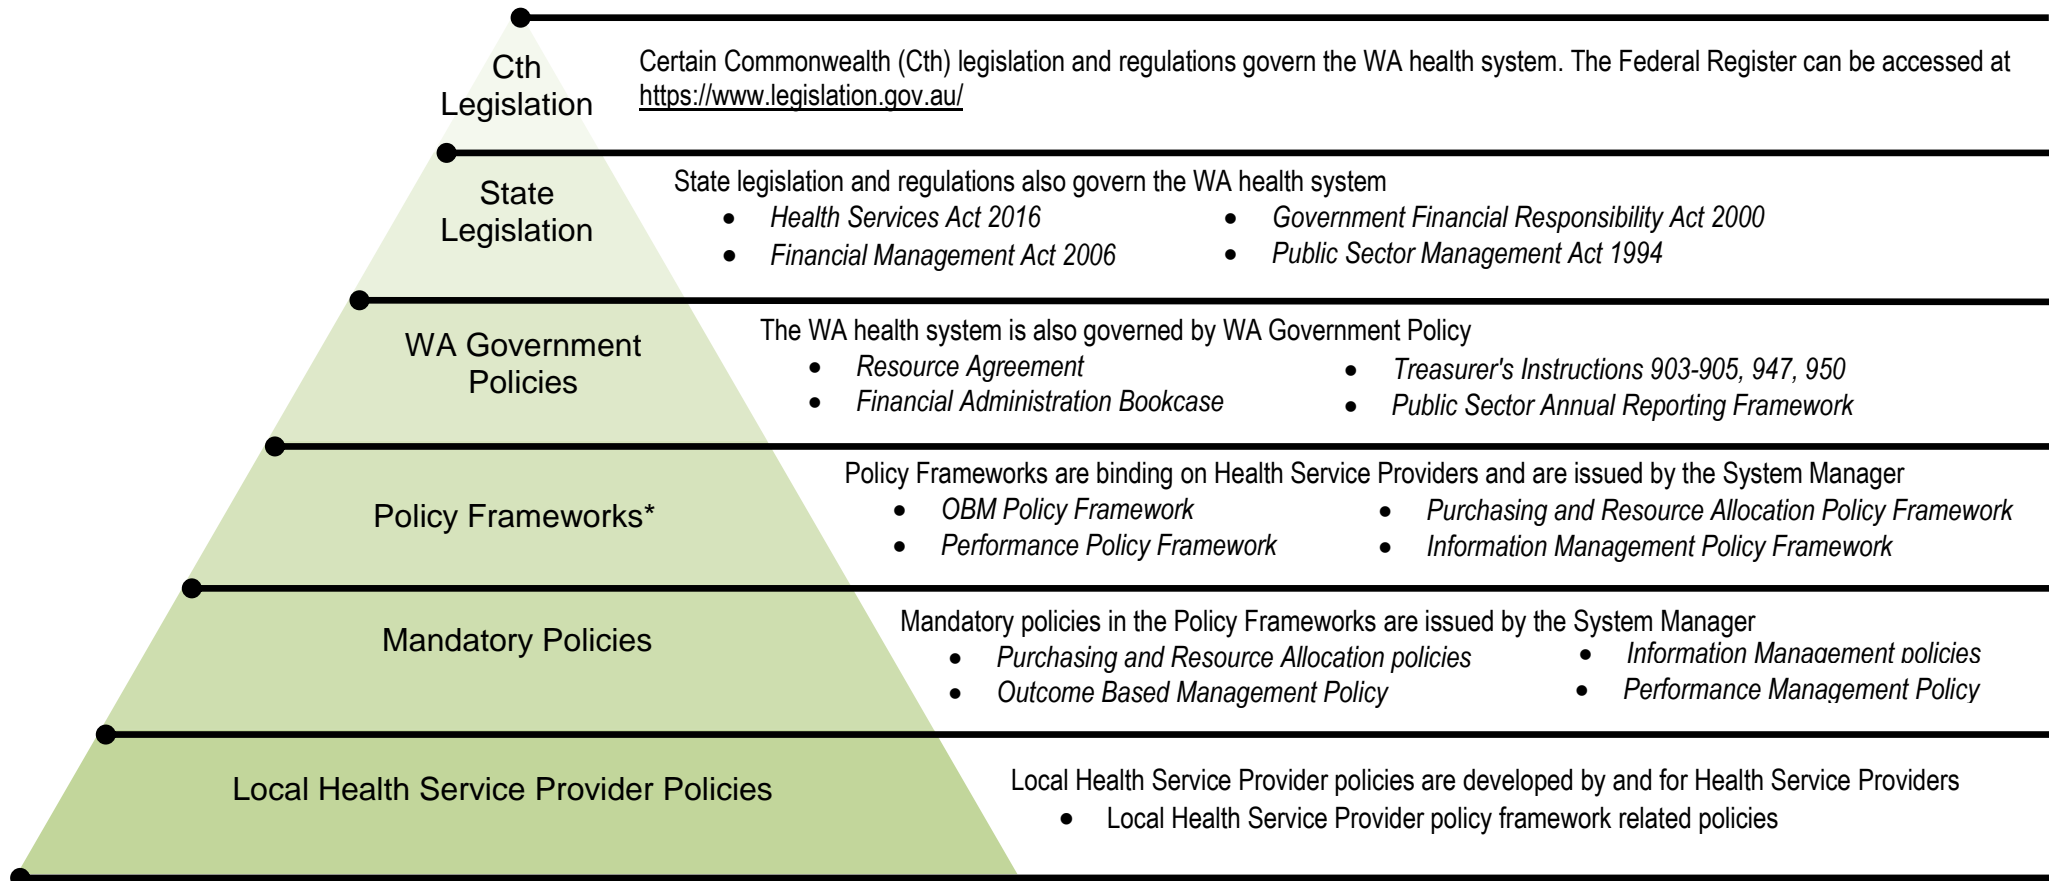 Cth
Legislation
Certain Commonwealth (Cth) legislation and regulations govern the WA health system. The Federal Register can be accessed at
https://www.legislation.gov.au/
State
Legislation
State legislation and regulations also govern the WA health system
• Health Services Act 2016
• Government Financial Responsibility Act 2000
• Financial Management Act 2006
• Public Sector Management Act 1994
WA Government
Policies
The WA health system is also governed by WA Government Policy
• Resource Agreement
• Treasurer's Instructions 903-905, 947, 950
• Financial Administration Bookcase
• Public Sector Annual Reporting Framework
Policy Frameworks*
Policy Frameworks are binding on Health Service Providers and are issued by the System Manager
• OBM Policy Framework
• Purchasing and Resource Allocation Policy Framework
• Performance Policy Framework
• Information Management Policy Framework
Mandatory Policies
Mandatory policies in the Policy Frameworks are issued by the System Manager
• Purchasing and Resource Allocation policies
• Information Management policies
• Outcome Based Management Policy
• Performance Management Policy
Local Health Service Provider Policies
Local Health Service Provider policies are developed by and for Health Service Providers
• Local Health Service Provider policy framework related policies